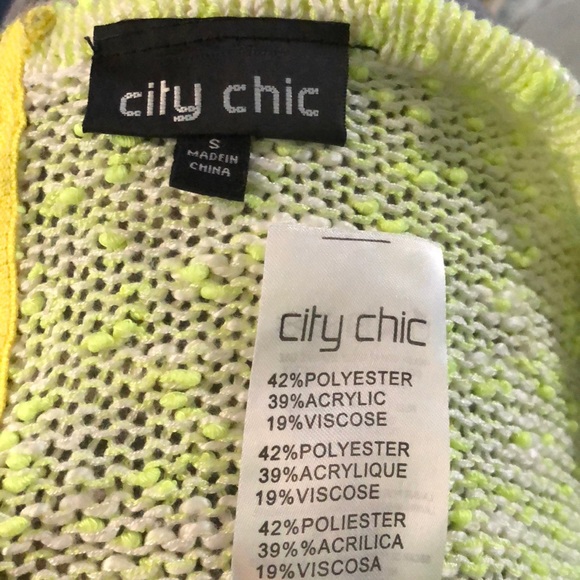 city chic
S
MADE IN
CHINA
city chic
42%POLYESTER
39%ACRYLIC
19%VISCOSE
42%POLYESTER
39%ACRYLIQUE
19%VISCOSE
42%POLIESTER
39%%ACRILICA
19%VISCOSA